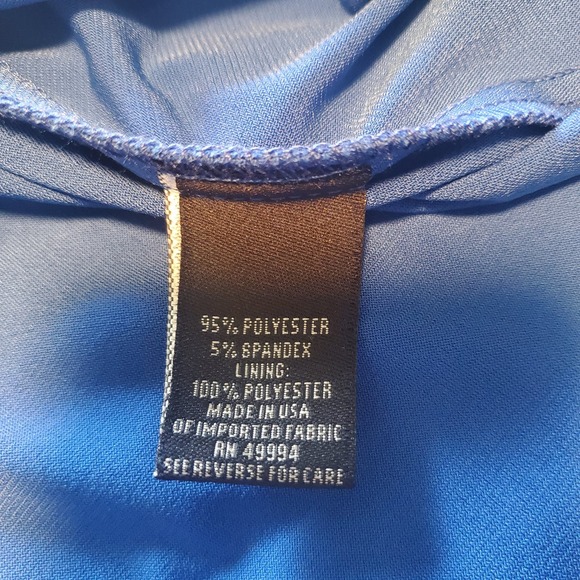 95% POLYESTER
5% SPANDEX
LINING:
100% POLYESTER
MADE IN USA
OF IMPORTED FABRIC
RN 49994
SEE REVERSE FOR CARE